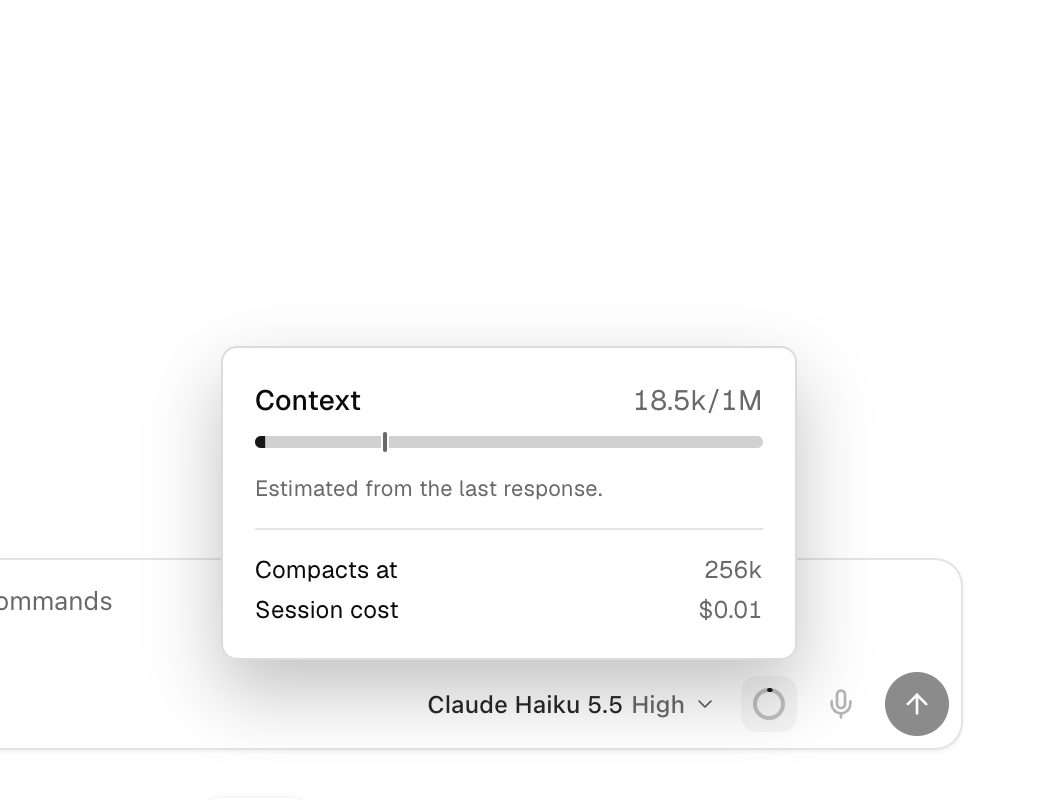 Context 18.5k/1M
Estimated from the last response.
Compacts at 256k
ommands
Session cost $0.01
Claude Haiku 5.5 High